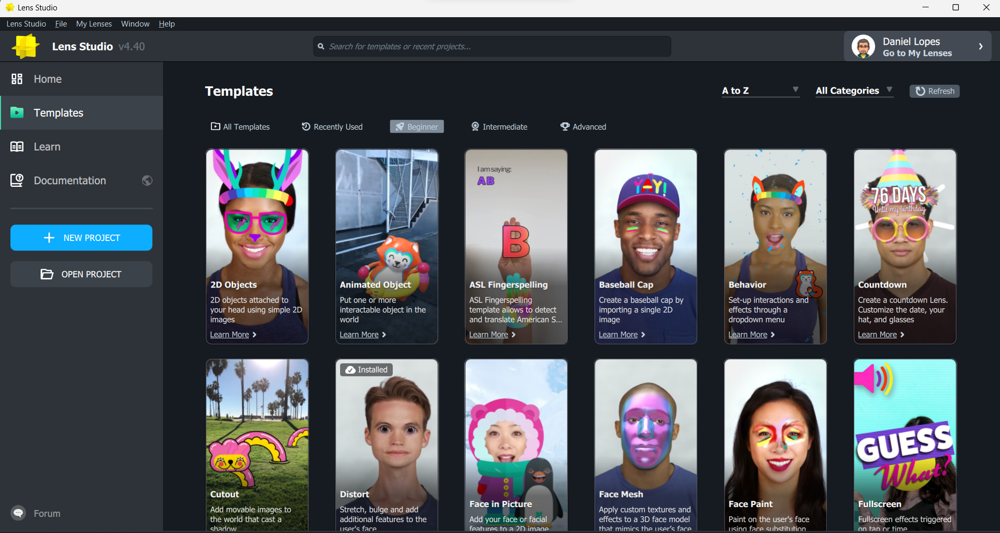 Lens Studio
Lens Studio File My Lenses Window Help
Lens Studio v4.40
Search for templates or recent projects...
Daniel Lopes
Go to My Lenses
Home
Templates
Learn
Documentation
NEW PROJECT
OPEN PROJECT
Forum
Templates
A to Z
All Categories
Refresh
All Templates
Recently Used
Beginner
Intermediate
Advanced
2D Objects
2D objects attached to
your head using simple 2D
images
Learn More
Animated Object
Put one or more
interactable object in the
world
Learn More
I am saying:
AB
B
ASL Fingerspelling
ASL Fingerspelling
template allows to detect
and translate American S...
Learn More
YAY!
Baseball Cap
Create a baseball cap by
importing a single 2D
image
Learn More
Behavior
Set-up interactions and
effects through a
dropdown menu
Learn More
76 DAYS
Until my birthday
Countdown
Create a countdown Lens.
Customize the date, your
hat, and glasses
Learn More
Cutout
Add movable images to
the world that cast a
shadow
Installed
Distort
Stretch, bulge and add
additional features to the
user's face
Face in Picture
Add your face or facial
features to a 2D image
Face Mesh
Apply custom textures and
effects to a 3D face model
that mimics the user's face
Face Paint
Paint on the user's face
using face substitution
GUESS
What?
Fullscreen
Fullscreen effects triggered
on tap or time